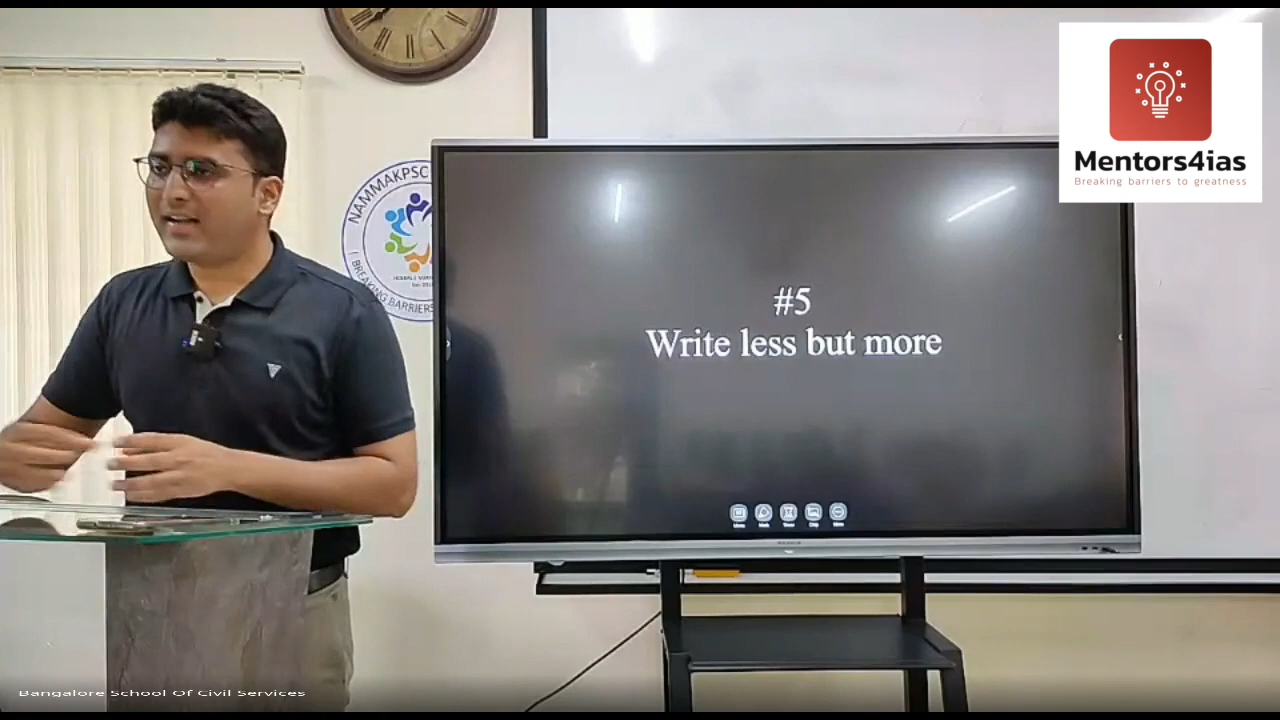 Mentors4ias
Breaking barriers to greatness
NAMMAKPSC
BREAKING BARRIERS
#5
Write less but more
Bangalore School Of Civil Services